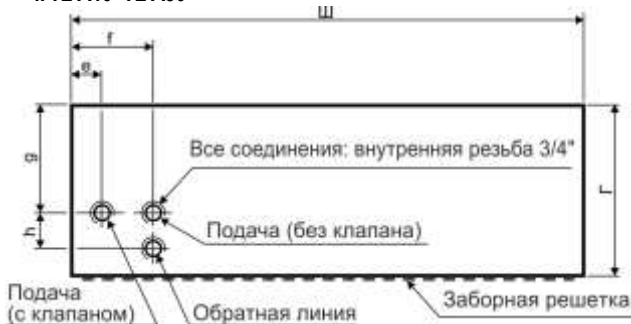 Ш
f
e
g
Все соединения: внутренняя резьба 3/4"
Г
h
Подача (без клапана)
Подача
(с клапаном)
Обратная линия
Заборная решетка